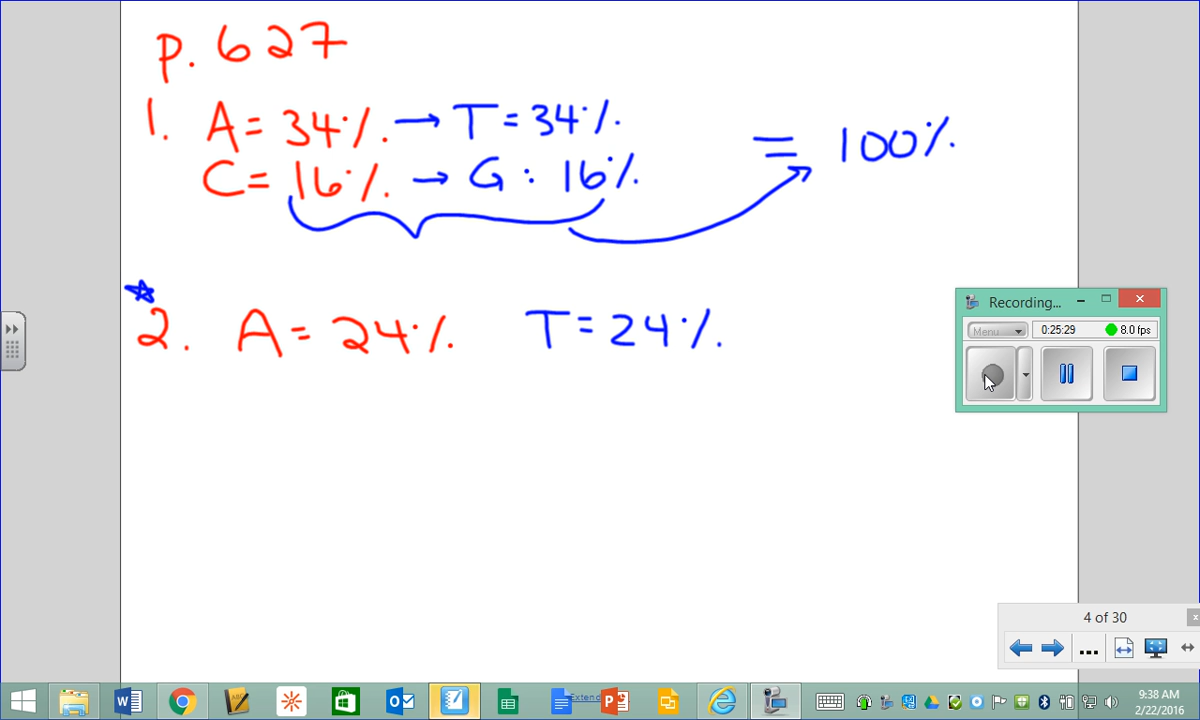 p. 627
1. A = 34% → T = 34%
C = 16% → G : 16%
= 100%
2. A = 24% T = 24%
Recording...
Menu
0:25:29
8.0 fps
4 of 30
Extend
9:38 AM
2/22/2016